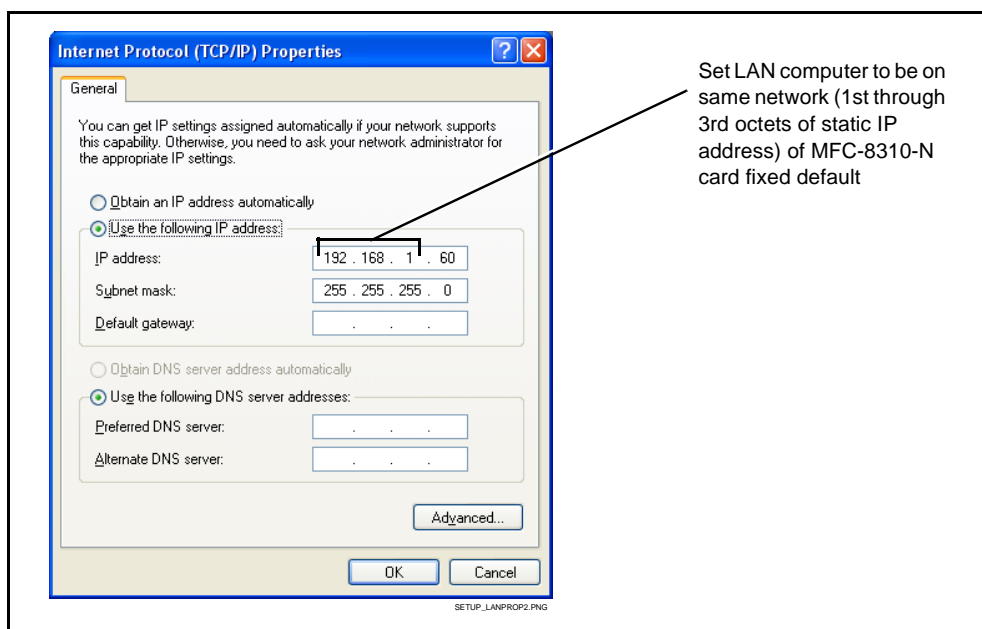 Internet Protocol (TCP/IP) Properties
General
You can get IP settings assigned automatically if your network supports
this capability. Otherwise, you need to ask your network administrator for
the appropriate IP settings.
Obtain an IP address automatically
Use the following IP address:
IP address: 192 . 168 . 1 . 60
Subnet mask: 255 . 255 . 255 . 0
Default gateway: . . .
Obtain DNS server address automatically
Use the following DNS server addresses:
Preferred DNS server: . . .
Alternate DNS server: . . .
Advanced...
OK Cancel
SETUP_LANPROP2.PNG
Set LAN computer to be on
same network (1st through
3rd octets of static IP
address) of MFC-8310-N
card fixed default